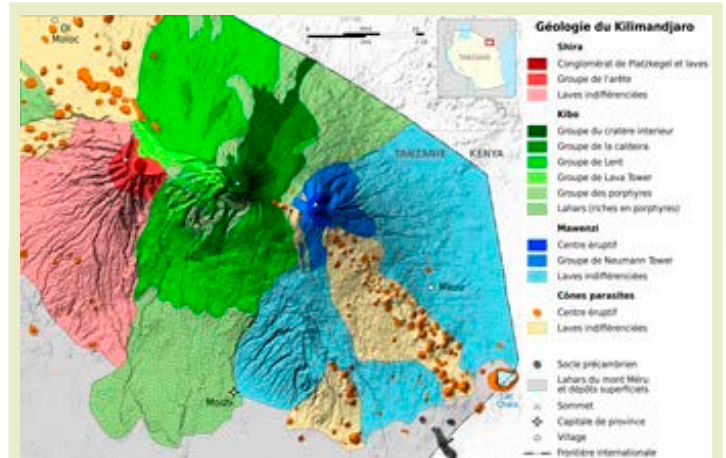 Géologie du Kilimandjaro
Shira
Conglomérat de Platzkegel et laves
Groupe de l'arête
Laves indifférenciées
Kibo
Groupe du cratère interieur
Groupe de la caldeira
Groupe de Lent
Groupe de Lava Tower
Groupe des porphyres
Lahars (riches en porphyres)
Mawenzi
Centre éruptif
Groupe de Neumann Tower
Laves indifférenciées
Cônes parasites
Centre éruptif
Laves indifférenciées
Socle précambrien
Lahars du mont Méru
et dépôts superficiels
Sommet
Capitale de province
Village
Frontière internationale
Ol
Moloc
TANZANIE
TANZANIE KENYA
Moshi
Lac
Chala